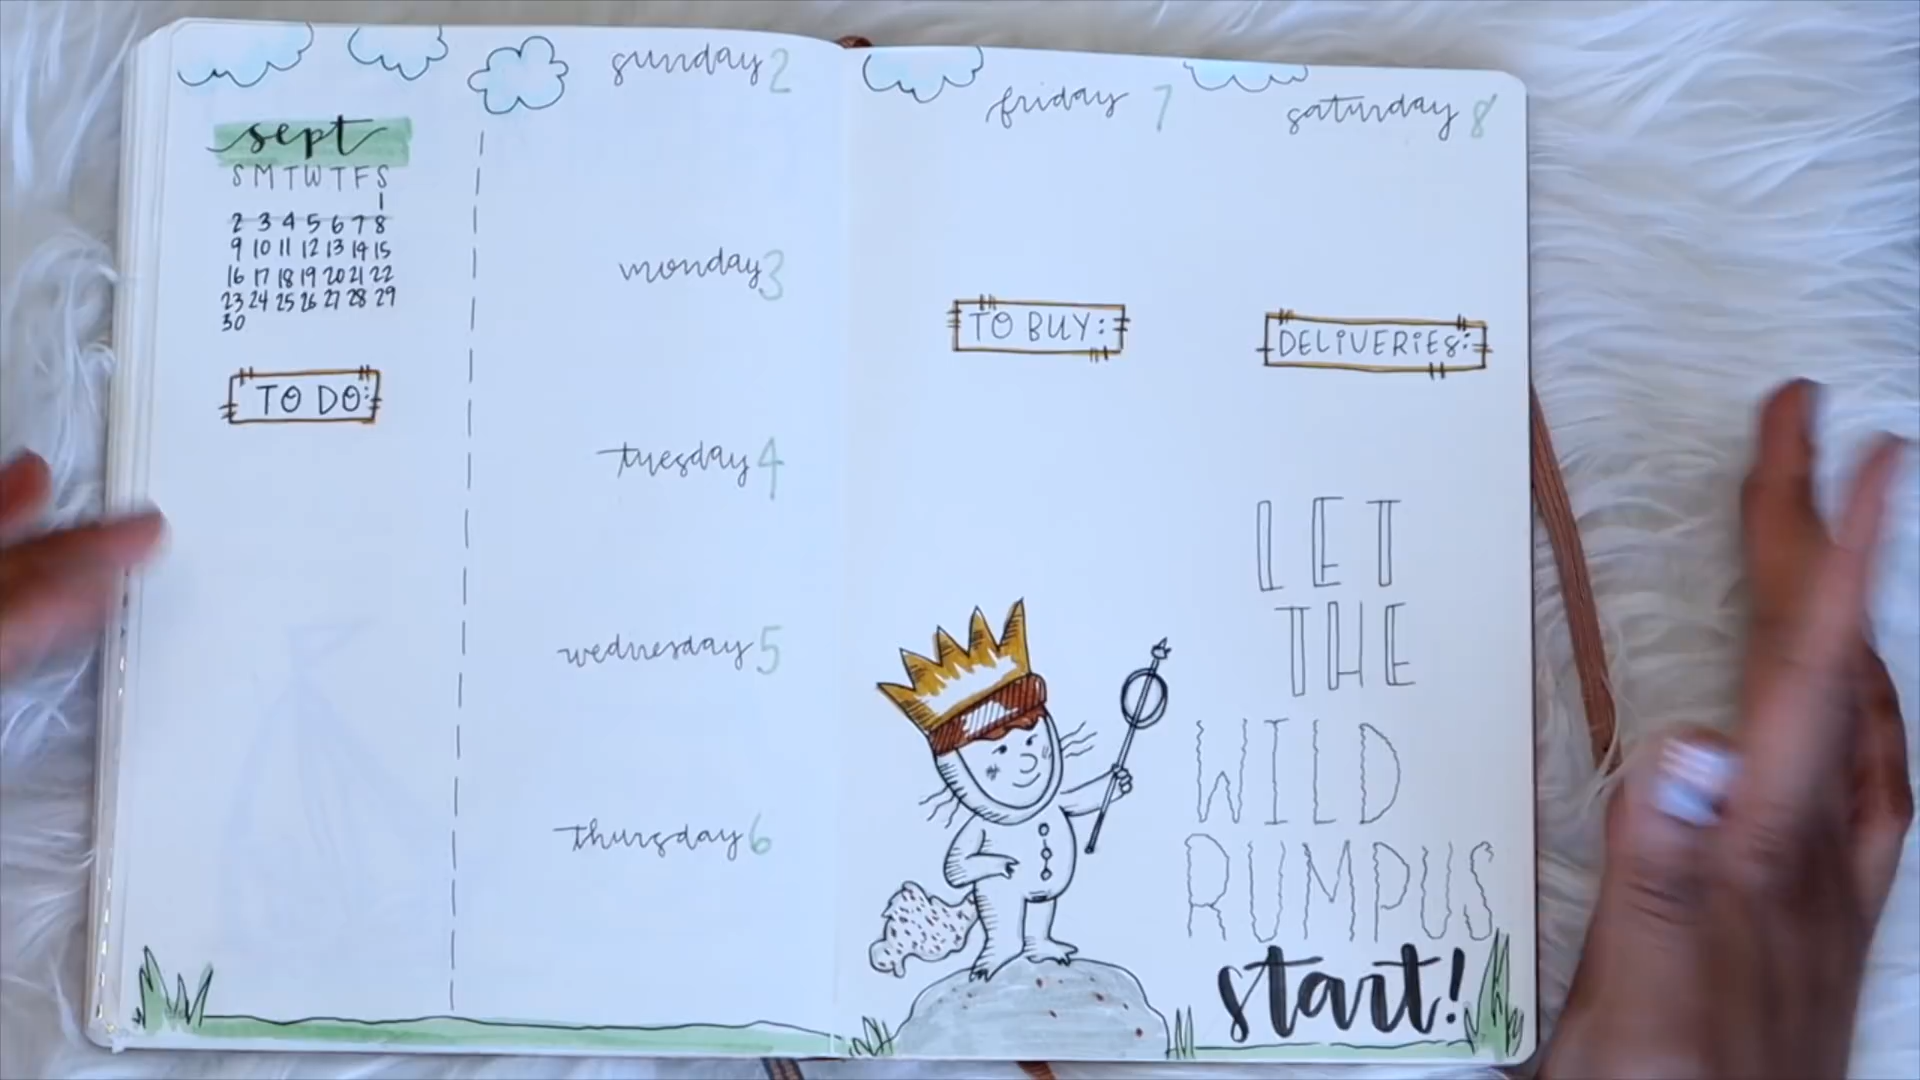 sept
S M T W T F S
1
2 3 4 5 6 7 8
9 10 11 12 13 14 15
16 17 18 19 20 21 22
23 24 25 26 27 28 29
30
TO DO:
sunday 2
monday 3
tuesday 4
wednesday 5
thursday 6
friday 7
saturday 8
TO BUY:
DELIVERIES:
LET
THE
WILD
RUMPUS
start!